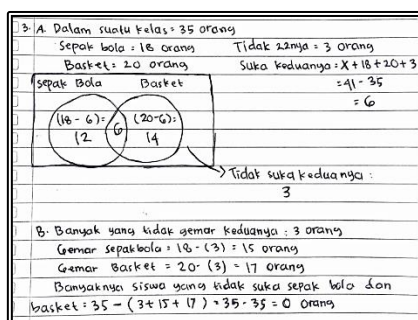 3. A. Dalam suatu kelas = 35 orang
Sepak bola = 18 orang Tidak 22nya = 3 orang
Basket = 20 orang Suka keduanya = X + 18 + 20 + 3
= 41 - 35
= 6
Sepak Bola Basket
(18 - 6) = 6 (20-6) =
12 14
Tidak suka keduanya :
3
B. Banyak yang tidak gemar keduanya : 3 orang
Gemar sepakbola = 18 - (3) = 15 orang
Gemar Basket = 20 - (3) = 17 orang
Banyaknya siswa yang tidak suka sepak bola dan
basket = 35 - (3 + 15 + 17) = 35 - 35 = 0 orang